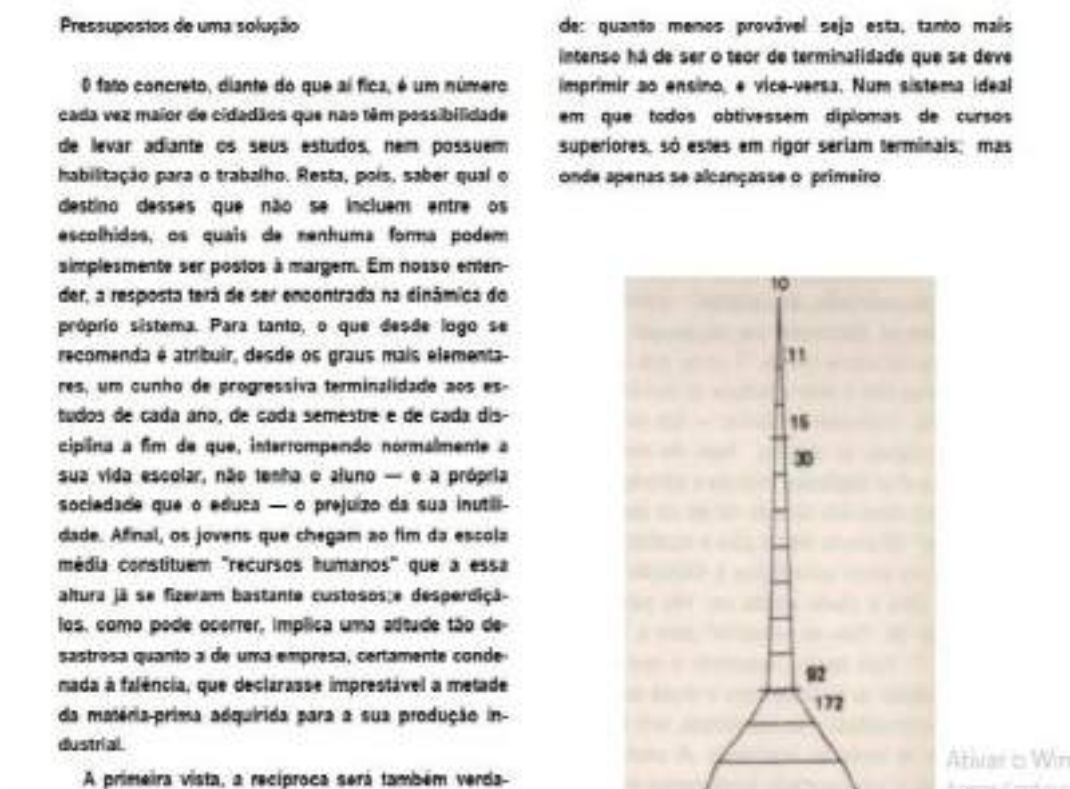 Pressupostos de uma solução
O fato concreto, diante do que aí fica, é um número
cada vez maior de cidadãos que nao têm possibilidade
de levar adiante os seus estudos, nem possuem
habilitação para o trabalho. Resta, pois, saber qual o
destino desses que não se incluem entre os
escolhidos, os quais de nenhuma forma podem
simplesmente ser postos à margem. Em nosso enten-
der, a resposta terá de ser encontrada na dinâmica do
próprio sistema. Para tanto, o que desde logo se
recomenda é atribuir, desde os graus mais elementa-
res, um cunho de progressiva terminalidade aos es-
tudos de cada ano, de cada semestre e de cada dis-
ciplina a fim de que, interrompendo normalmente a
sua vida escolar, não tenha o aluno — e a própria
sociedade que o educa — o prejuízo da sua inutili-
dade. Afinal, os jovens que chegam ao fim da escola
média constituem "recursos humanos" que a essa
altura já se fizeram bastante custosos;e desperdiçá-
los, como pode ocorrer, implica uma atitude tão de-
sastrosa quanto a de uma empresa, certamente conde-
nada à falência, que declarasse imprestável a metade
da matéria-prima adquirida para a sua produção in-
dustrial.
A primeira vista, a recíproca será também verda-
de: quanto menos provável seja esta, tanto mais
intenso há de ser o teor de terminalidade que se deve
imprimir ao ensino, e vice-versa. Num sistema ideal
em que todos obtivessem diplomas de cursos
superiores, só estes em rigor seriam terminais; mas
onde apenas se alcançasse o primeiro
10
11
16
30
92
172
Ativar o Win